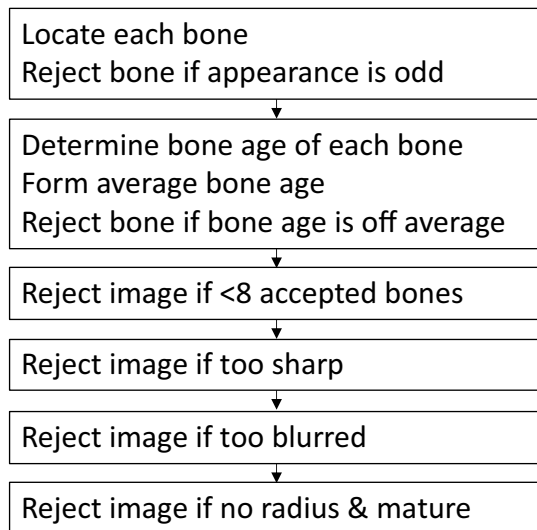 Locate each bone
Reject bone if appearance is odd
Determine bone age of each bone
Form average bone age
Reject bone if bone age is off average
Reject image if <8 accepted bones
Reject image if too sharp
Reject image if too blurred
Reject image if no radius & mature